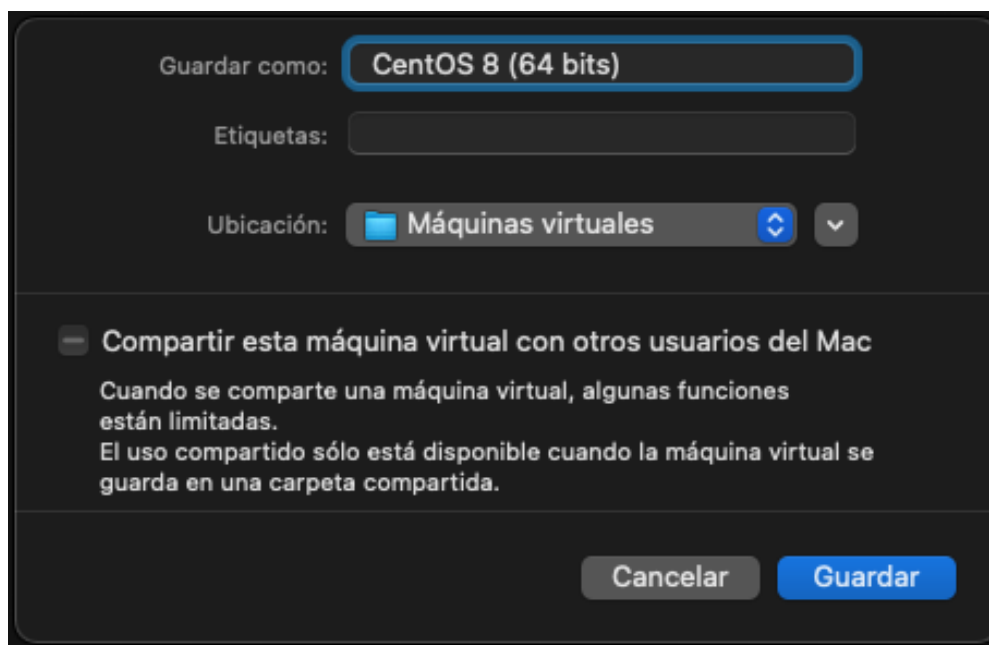 Guardar como: CentOS 8 (64 bits)
Etiquetas:
Ubicación: Máquinas virtuales
Compartir esta máquina virtual con otros usuarios del Mac
Cuando se comparte una máquina virtual, algunas funciones
están limitadas.
El uso compartido sólo está disponible cuando la máquina virtual se
guarda en una carpeta compartida.
Cancelar Guardar